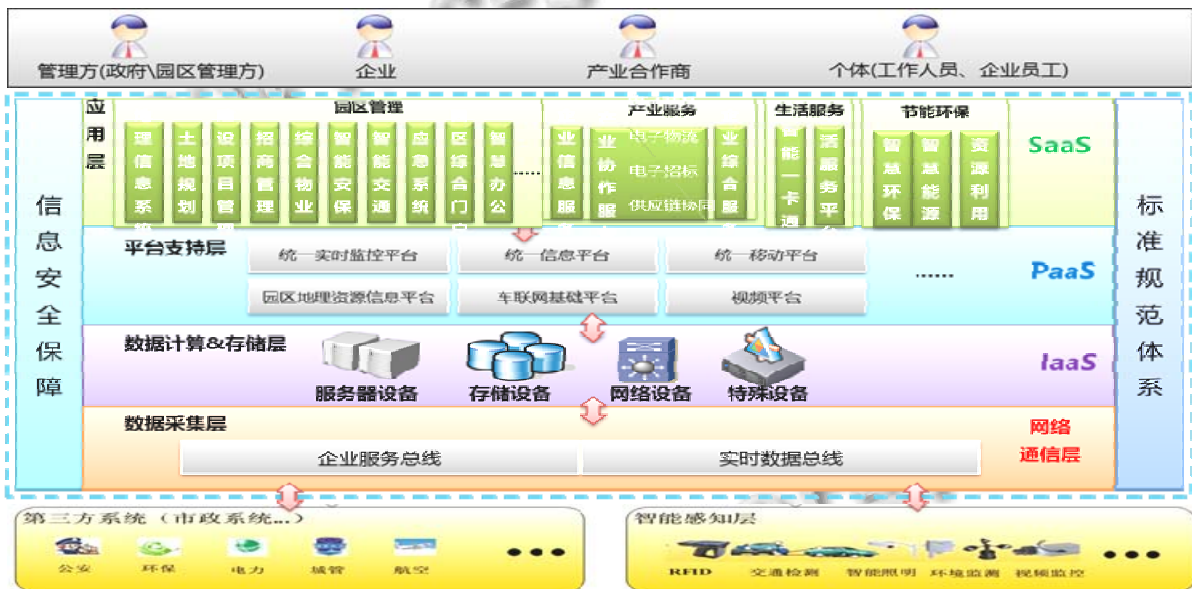 管理方(政府\园区管理方)
企业
产业合作商
个体(工作人员、企业员工)
信息安全保障
标准规范体系
应用层
园区管理
理信息系
土地规划
设项目管
招商管理
综合物业
智能安保
智能交通
应急系统
区综合门
智慧办公
......
产业服务
业信息服
业协作服
电子物流
电子招标
供应链协同
业综合服
生活服务
智能一卡通
活服务平
节能环保
智慧环保
智慧能源
资源利用
SaaS
平台支持层
统一实时监控平台
统一信息平台
统一移动平台
园区地理资源信息平台
车联网基础平台
视频平台
......
PaaS
数据计算&存储层
服务器设备
存储设备
网络设备
特殊设备
IaaS
数据采集层
企业服务总线
实时数据总线
网络
通信层
第三方系统（市政系统...）
公安
环保
电力
城管
航空
●●●
智能感知层
RFID
交通检测
智能照明
环境监测
视频监控
●●●